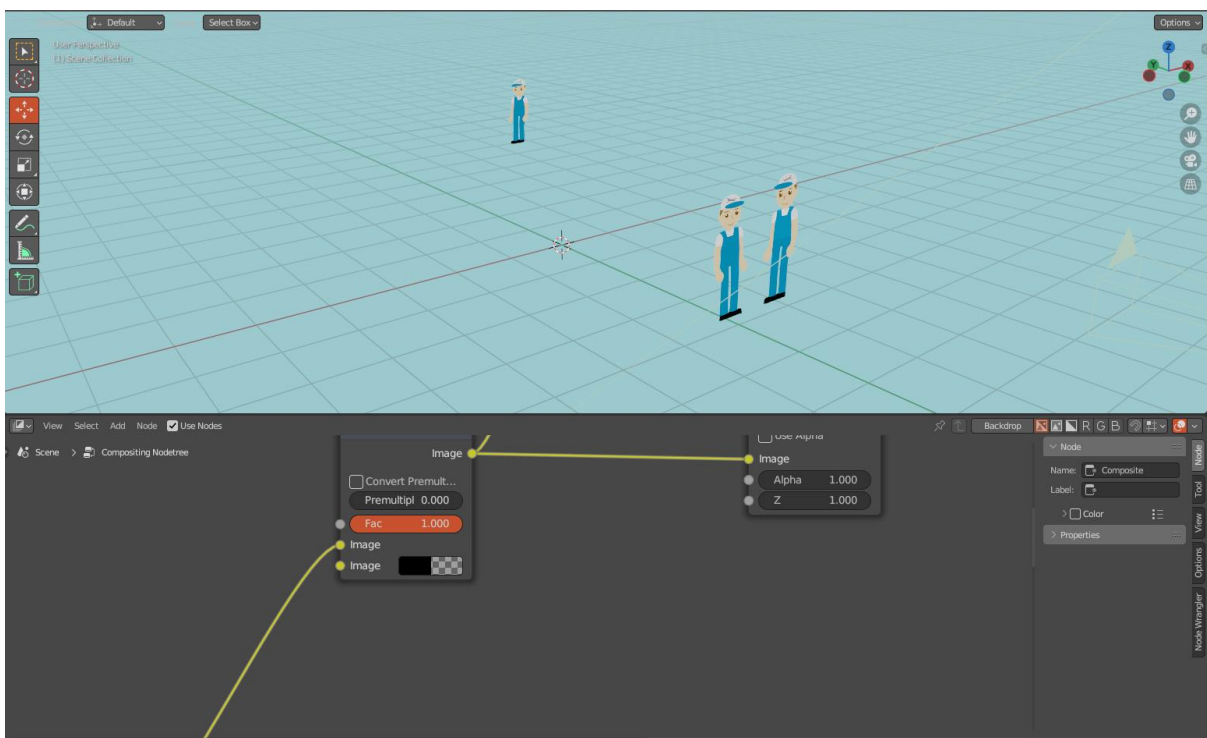 Default
Select Box
Options
User Perspective
(1) Scene Collection
Z
Y
X
View Select Add Node Use Nodes
Backdrop R G B
Scene > Compositing Nodetree
Image
Convert Premult...
Premultipl 0.000
Fac 1.000
Image
Image
Use Alpha
Image
Alpha 1.000
Z 1.000
Node
Name: Composite
Label:
Color
Properties
Node
Tool
View
Options
Node Wrangler